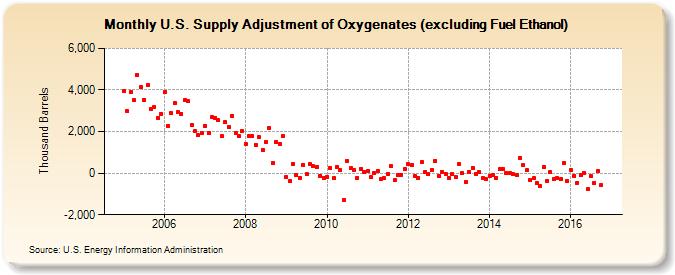 Monthly U.S. Supply Adjustment of Oxygenates (excluding Fuel Ethanol)
Thousand Barrels
6,000
4,000
2,000
0
-2,000
2006 2008 2010 2012 2014 2016
Source: U.S. Energy Information Administration